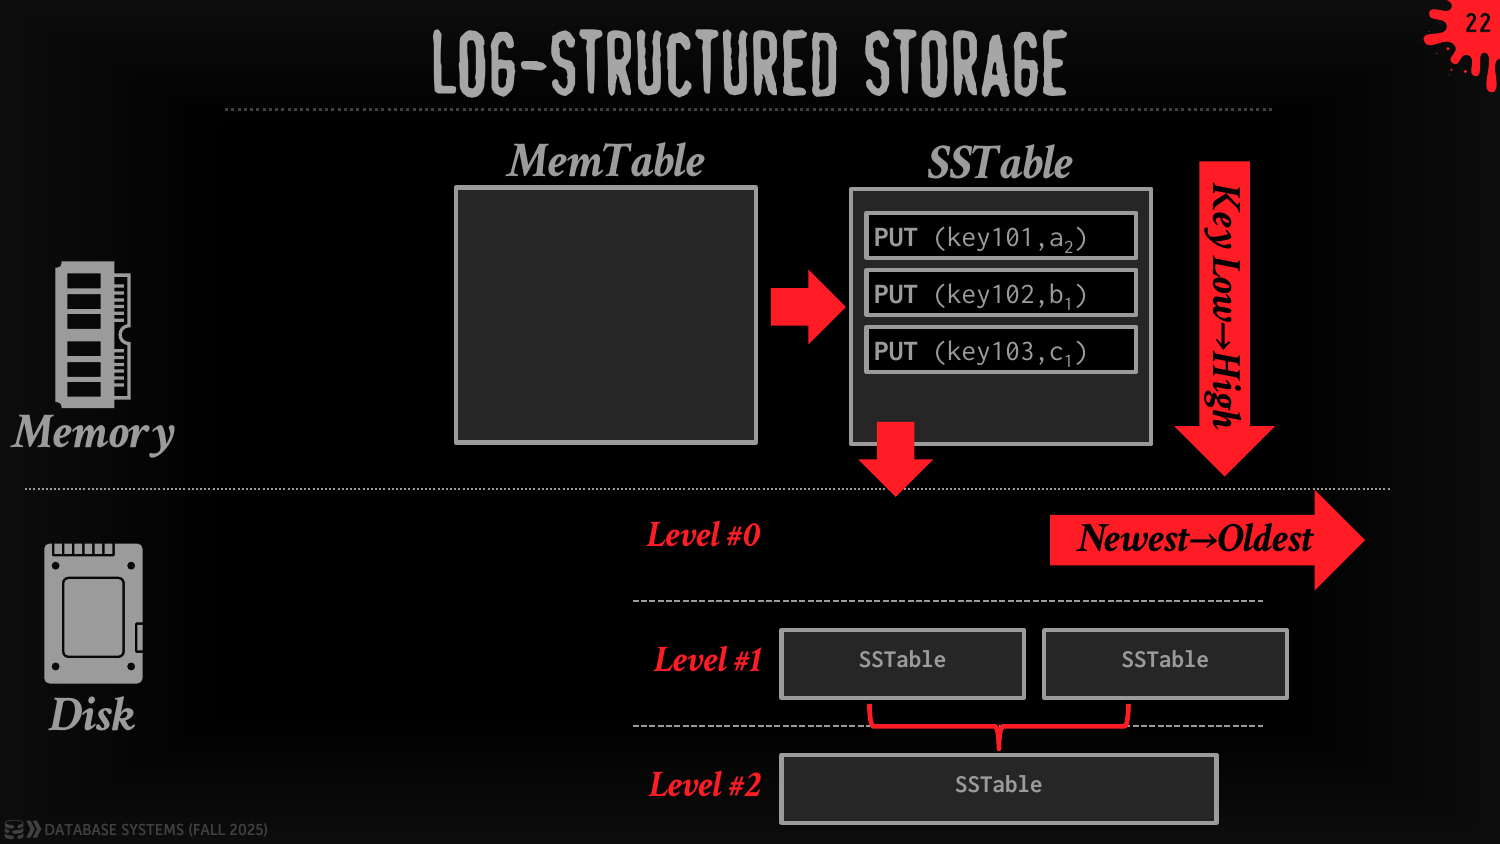 22
LOG-STRUCTURED STORAGE
MemTable
SSTable
PUT (key101,a₂)
PUT (key102,b₁)
PUT (key103,c₁)
Key Low→High
Memory
Level #0
Newest→Oldest
Level #1
SSTable
SSTable
Disk
Level #2
SSTable
DATABASE SYSTEMS (FALL 2025)